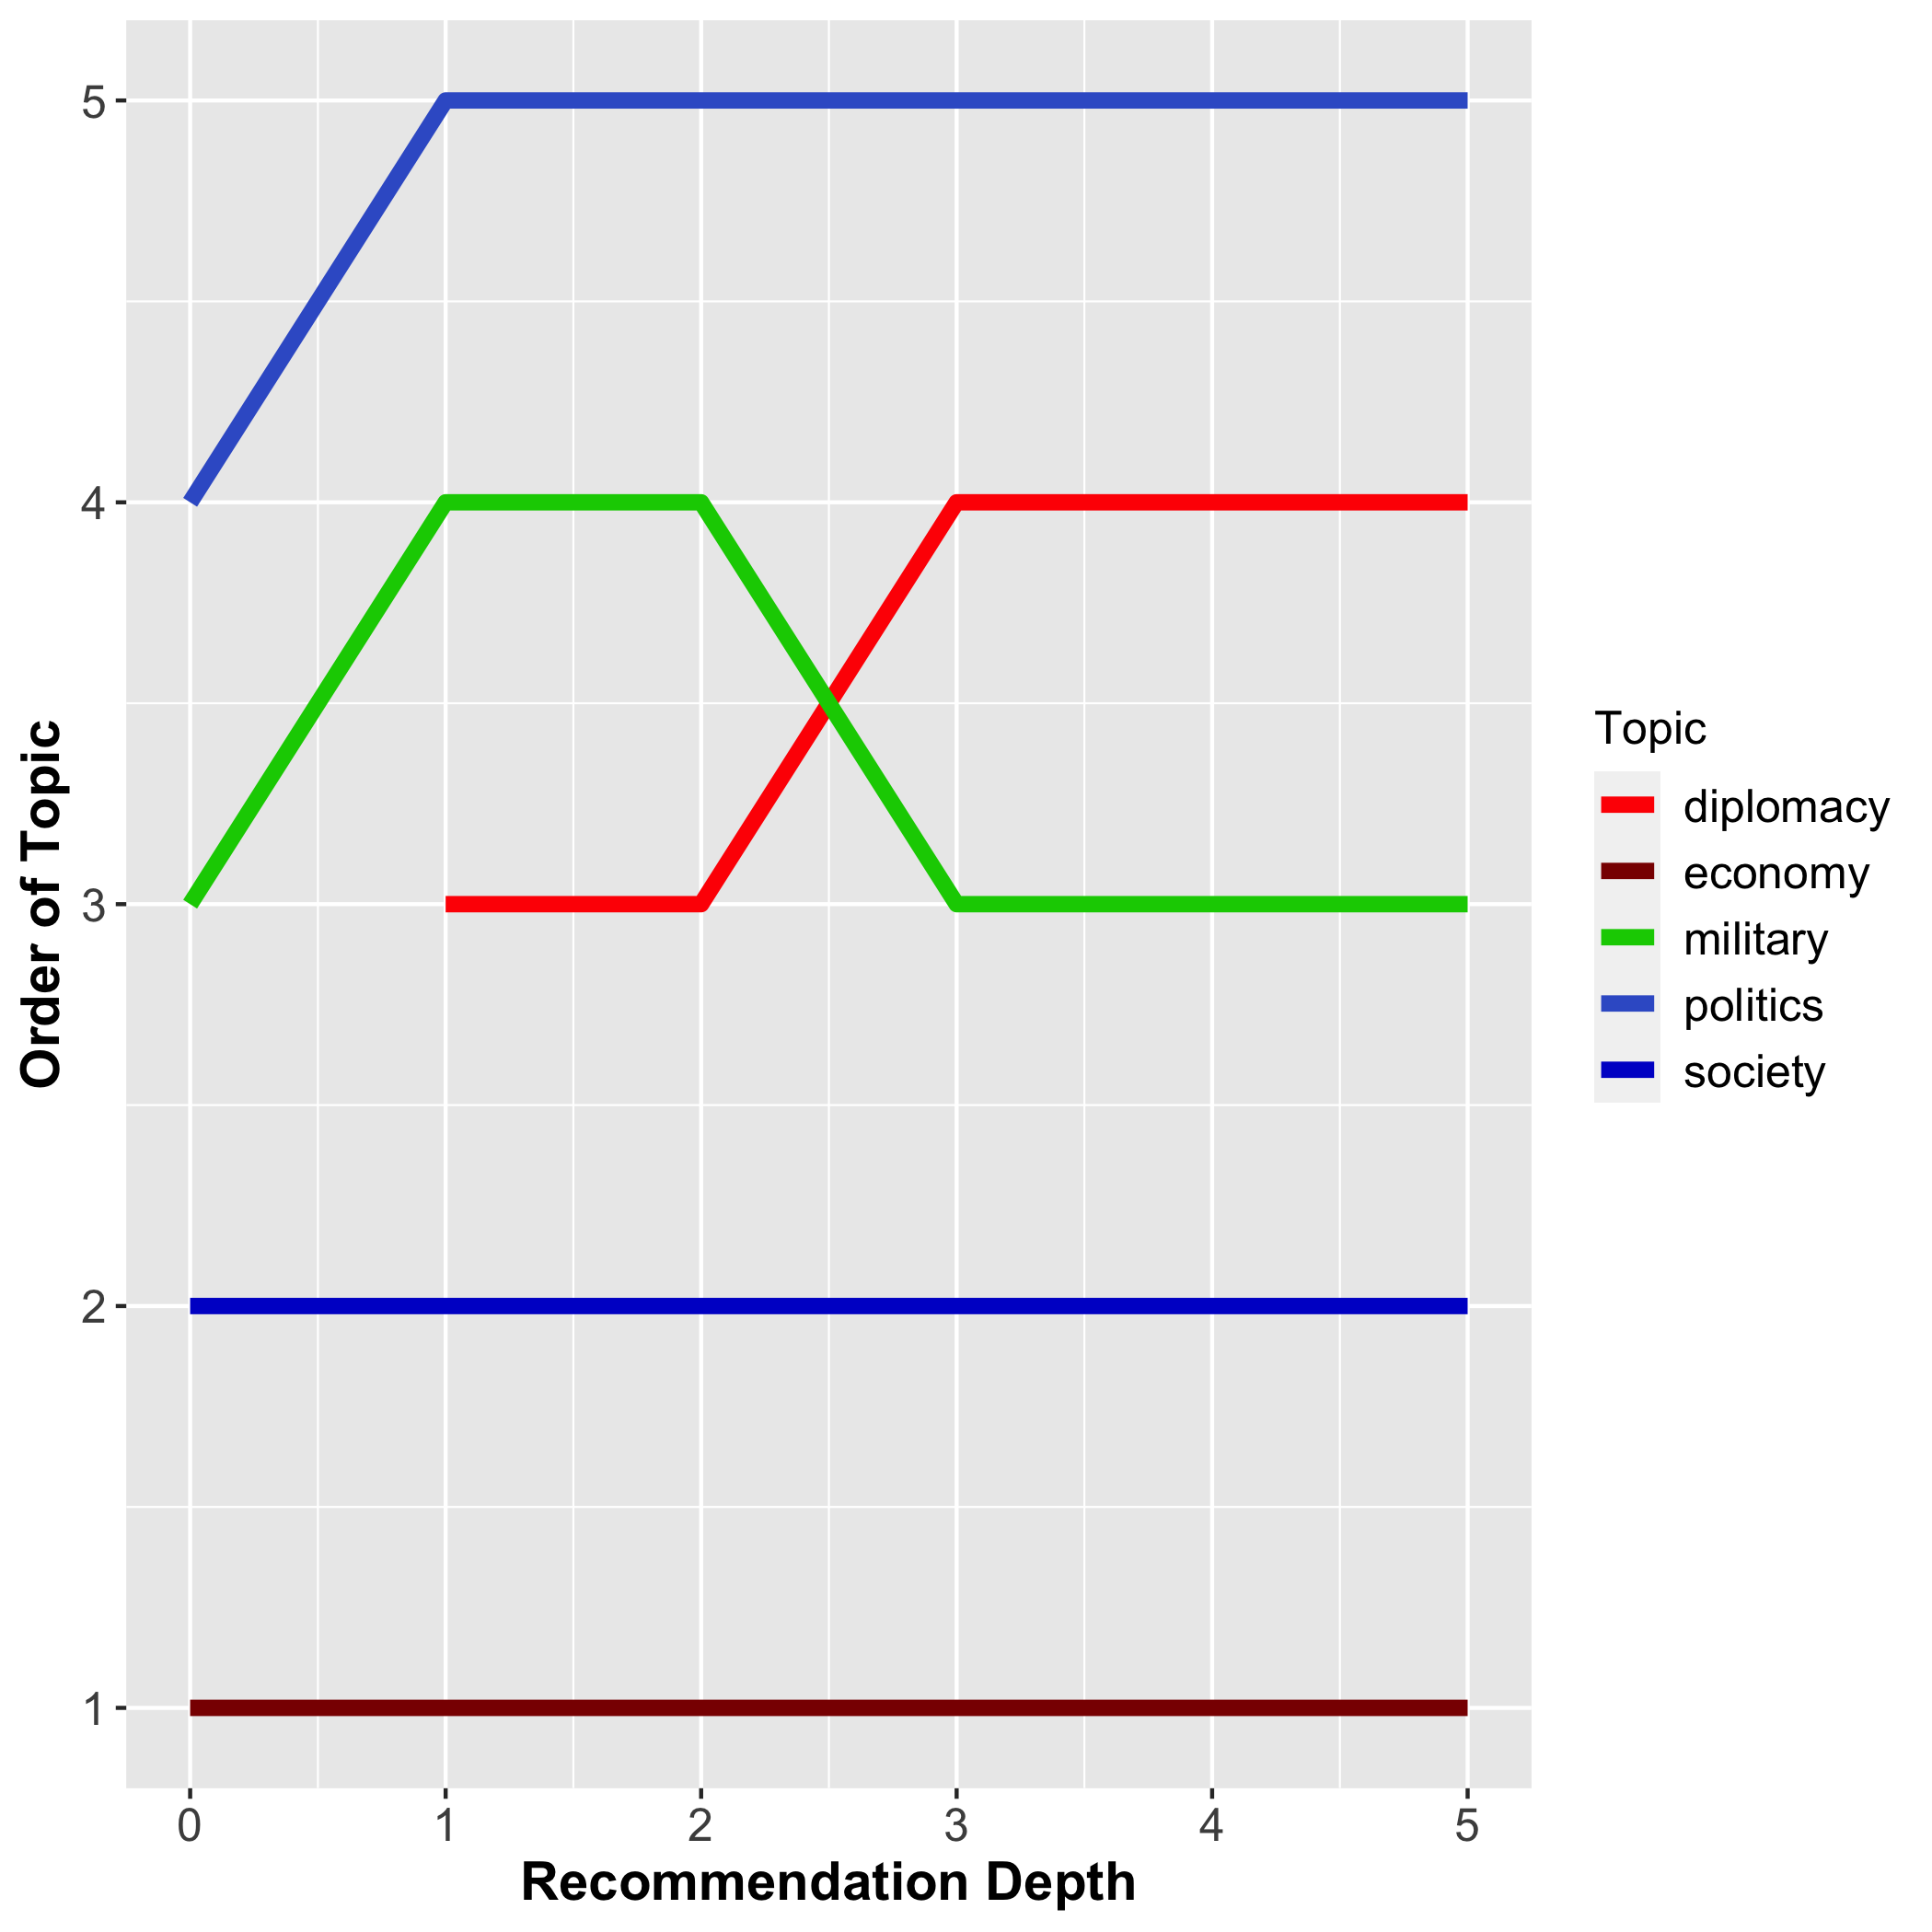 Order of Topic
5
4
3
2
1
0 1 2 3 4 5
Recommendation Depth
Topic
diplomacy
economy
military
politics
society